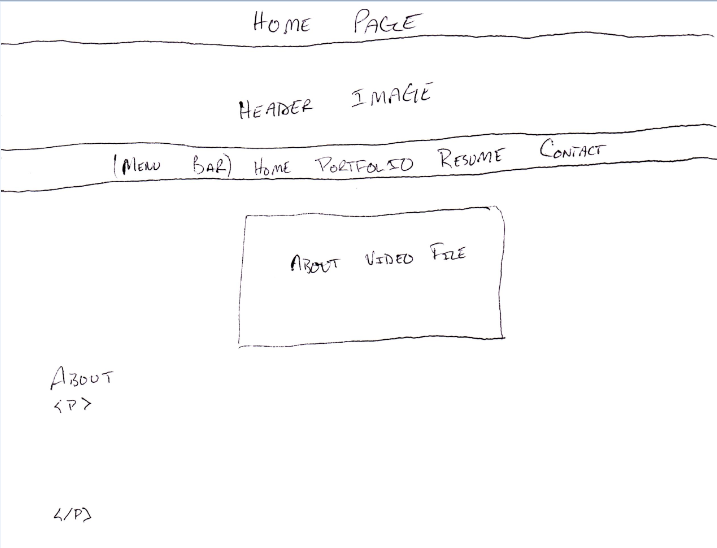 HOME PAGE
HEADER IMAGE
(MENU BAR) HOME PORTFOLIO RESUME CONTACT
ABOUT VIDEO FILE
ABOUT
<P>
</P>